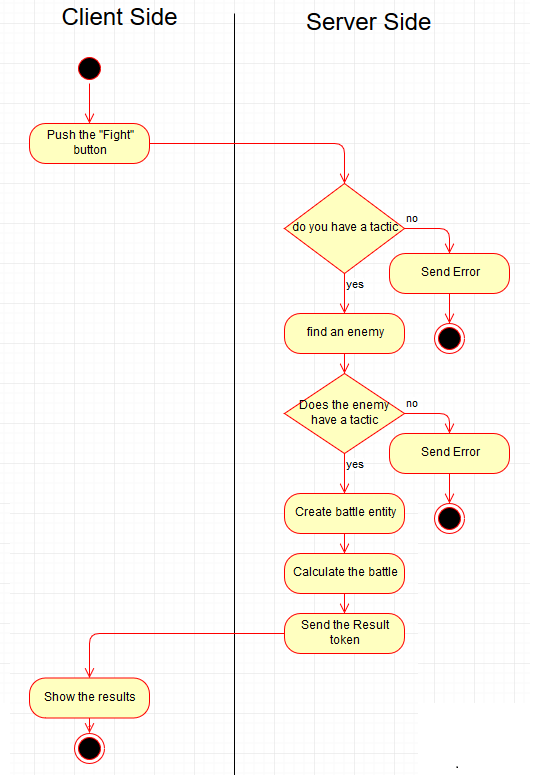 Client Side
Server Side
Push the "Fight"
button
do you have a tactic
no
Send Error
yes
find an enemy
Does the enemy
have a tactic
no
Send Error
yes
Create battle entity
Calculate the battle
Send the Result
token
Show the results
.